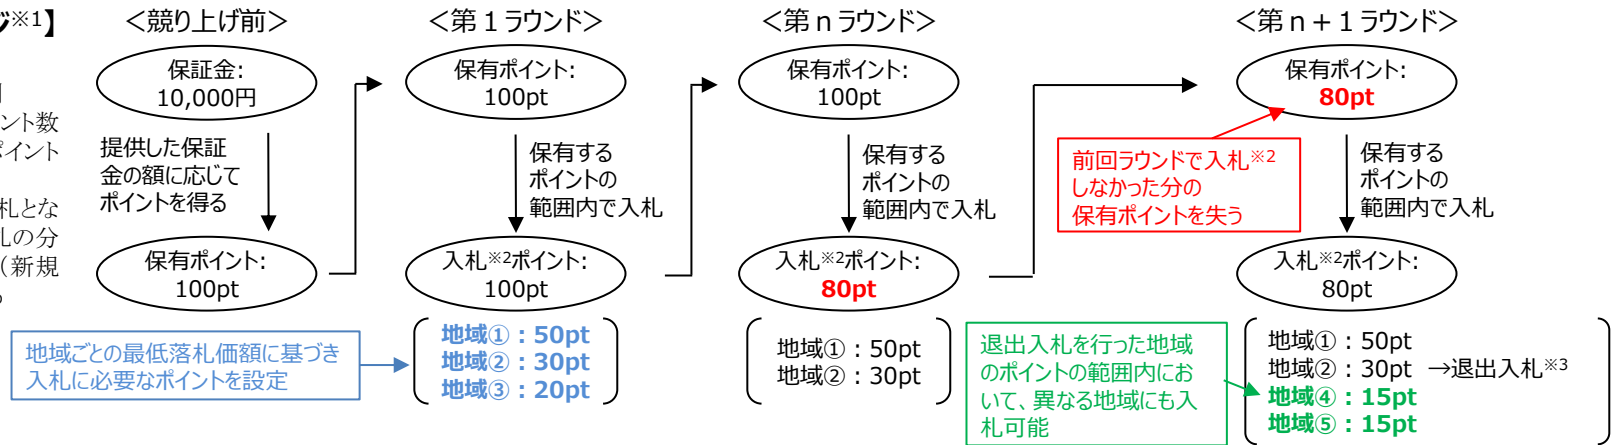 ジ※1】
ント数
ポイント
札とな
札の分
（新規
＜競り上げ前＞
保証金:
10,000円
提供した保証
金の額に応じて
ポイントを得る
保有ポイント:
100pt
＜第１ラウンド＞
保有ポイント:
100pt
保有する
ポイントの
範囲内で入札
入札※2ポイント:
100pt
地域①：50pt
地域②：30pt
地域③：20pt
地域ごとの最低落札価額に基づき
入札に必要なポイントを設定
＜第ｎラウンド＞
保有ポイント:
100pt
保有する
ポイントの
範囲内で入札
入札※2ポイント:
80pt
地域①：50pt
地域②：30pt
＜第ｎ＋１ラウンド＞
保有ポイント:
80pt
前回ラウンドで入札※2
しなかった分の
保有ポイントを失う
保有する
ポイントの
範囲内で入札
入札※2ポイント:
80pt
退出入札を行った地域
のポイントの範囲内にお
いて、異なる地域にも入
札可能
地域①：50pt
地域②：30pt →退出入札※3
地域④：15pt
地域⑤：15pt